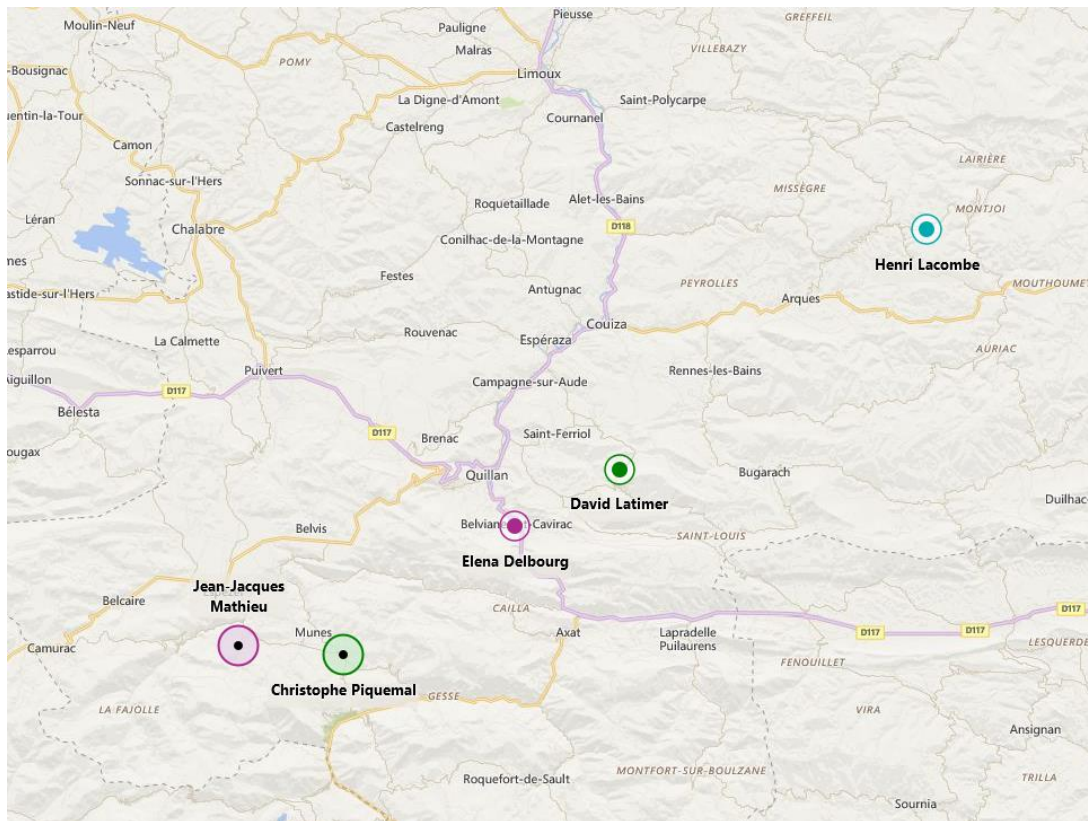 Pieusse
GREFFEIL
Moulin-Neuf
Pauligne
Malras
VILLEBAZY
POMY
-Bousignac
Limoux
La Digne-d'Amont
Saint-Polycarpe
uentin-la-Tour
Cournanel
Castelreng
Camon
LAIRIÈRE
Sonnac-sur-l'Hers
MISSÈGRE
Alet-les-Bains
Roquetaillade
MONTJOI
Léran
Chalabre
D118
Conilhac-de-la-Montagne
mes
Henri Lacombe
Festes
PEYROLLES
MOUTHOUMET
Antugnac
astide-sur-l'Hers
Arques
Couiza
Rouvenac
Espéraza
La Calmette
AURIAC
esparrou
Puivert
Rennes-les-Bains
Aiguillon
Campagne-sur-Aude
D117
Bélesta
D117
Saint-Ferriol
Brenac
ougax
Quillan
Bugarach
David Latimer
Duilhac
Belviane-et-Cavirac
Belvis
SAINT-LOUIS
Elena Delbourg
Jean-Jacques
Mathieu
Belcaire
CAILLA
D117
Munes
Axat
Lapradelle
Puilaurens
D117
D117
LESQUERDE
Camurac
FENOUILLET
Christophe Piquemal
GESSE
LA FAJOLLE
VIRA
Ansignan
MONTFORT-SUR-BOULZANE
Roquefort-de-Sault
TRILLA
Sournia